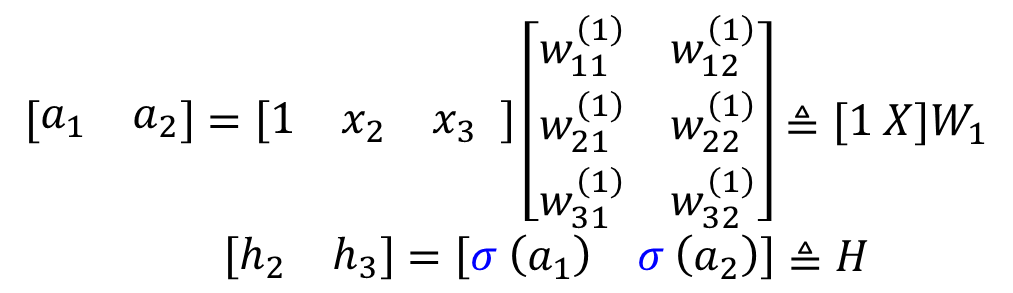 [a₁ a₂] = [1 x₂ x₃ ] [w₁₁⁽¹⁾ w₁₂⁽¹⁾; w₂₁⁽¹⁾ w₂₂⁽¹⁾; w₃₁⁽¹⁾ w₃₂⁽¹⁾] ≜ [1 X]W₁
[h₂ h₃] = [σ (a₁) σ (a₂)] ≜ H